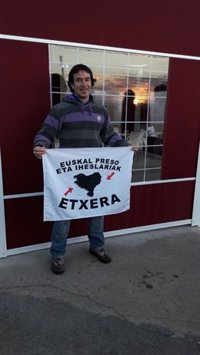 EUSKAL PRESO
ETA IHESLARIAK
ETXERA